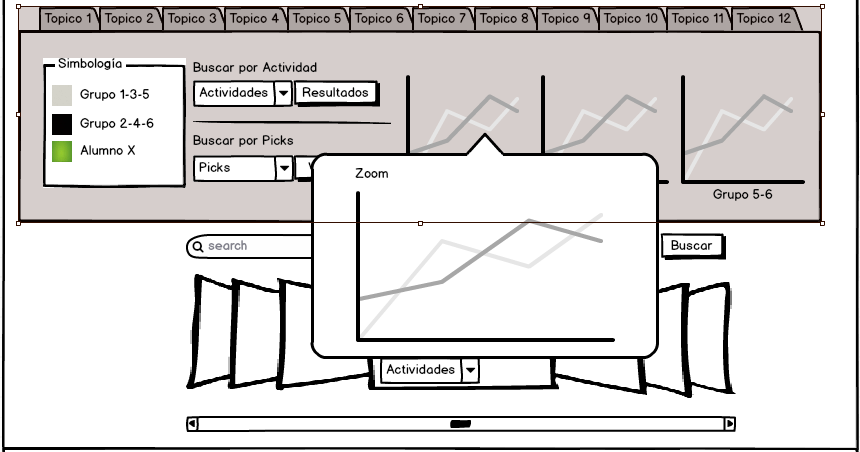 Topico 1 Topico 2 Topico 3 Topico 4 Topico 5 Topico 6 Topico 7 Topico 8 Topico 9 Topico 10 Topico 11 Topico 12
Simbología
Grupo 1-3-5
Grupo 2-4-6
Alumno X
Buscar por Actividad
Actividades Resultados
Buscar por Picks
Picks
Grupo 5-6
Zoom
search
Buscar
Actividades